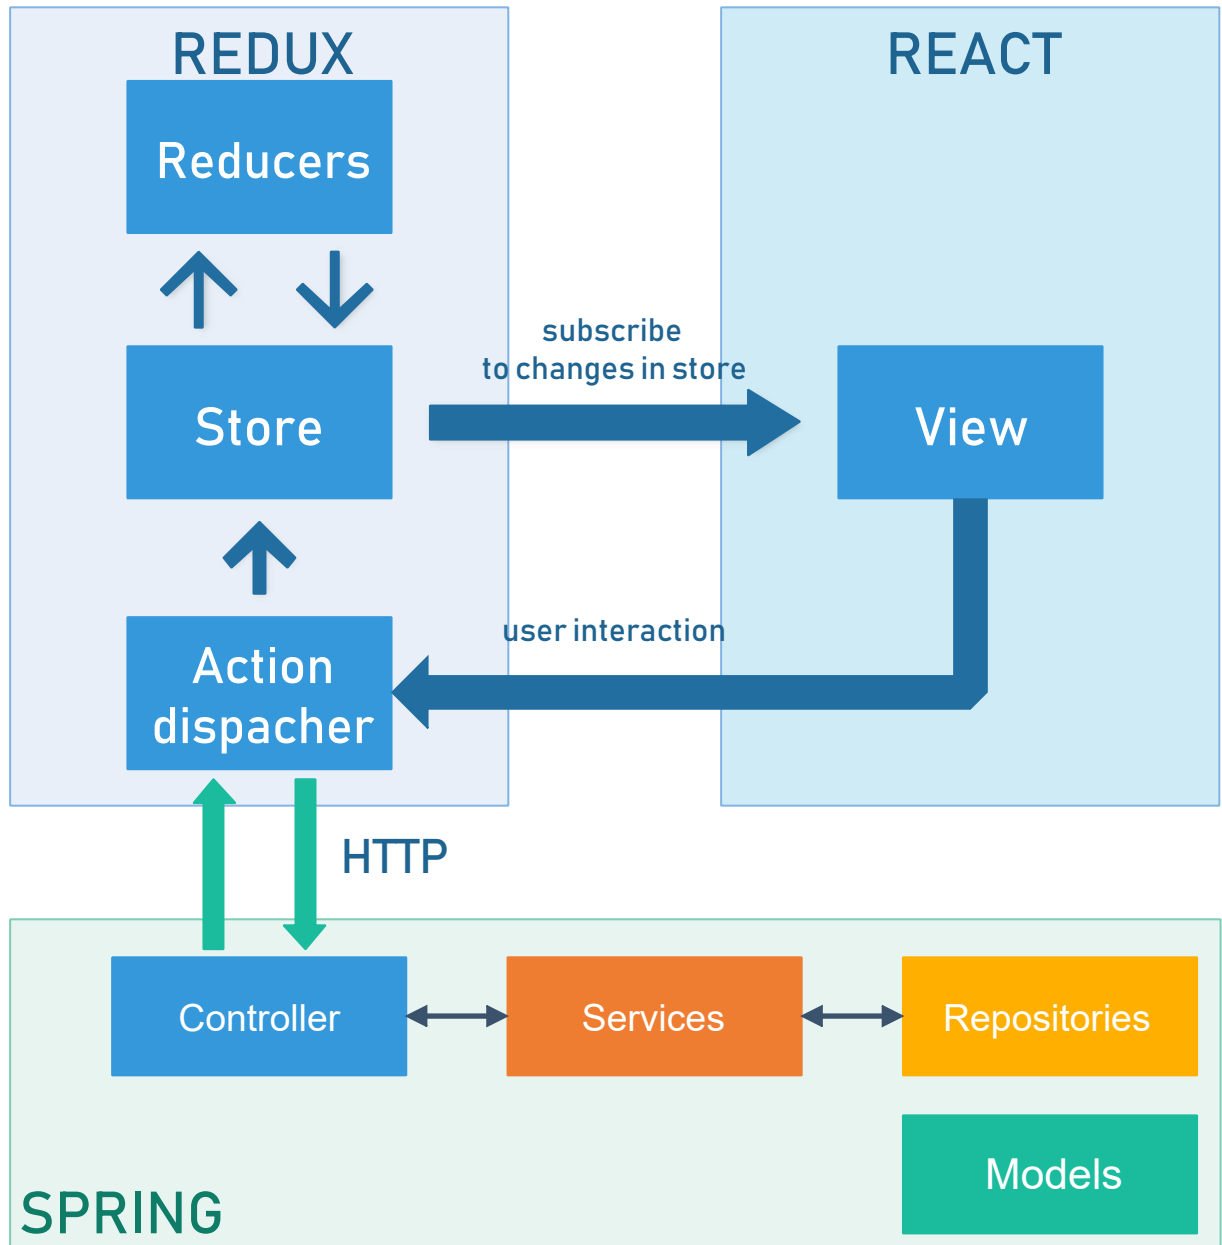 REDUX
REACT
Reducers
subscribe
to changes in store
Store
View
user interaction
Action
dispacher
HTTP
Controller
Services
Repositories
Models
SPRING